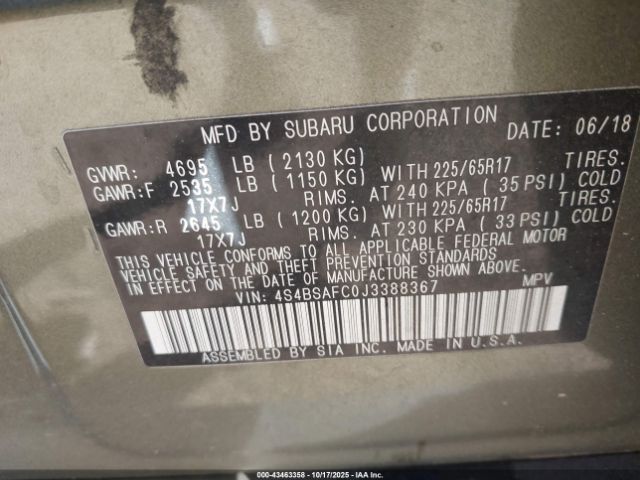 MFD BY SUBARU CORPORATION DATE: 06/18
GVWR: 4695 LB (2130 KG)
GAWR:F 2535 LB (1150 KG) WITH 225/65R17 TIRES.
17X7J RIMS. AT 240 KPA (35 PSI) COLD
GAWR:R 2645 LB (1200 KG) WITH 225/65R17 TIRES.
17X7J RIMS. AT 230 KPA (33 PSI) COLD
THIS VEHICLE CONFORMS TO ALL APPLICABLE FEDERAL MOTOR
VEHICLE SAFETY AND THEFT PREVENTION STANDARDS
IN EFFECT ON THE DATE OF MANUFACTURE SHOWN ABOVE.
VIN: 4S4BSAFC0J3388367 MPV
ASSEMBLED BY SIA INC. MADE IN U.S.A.
000-43463358 - 10/17/2025 - IAAI.com